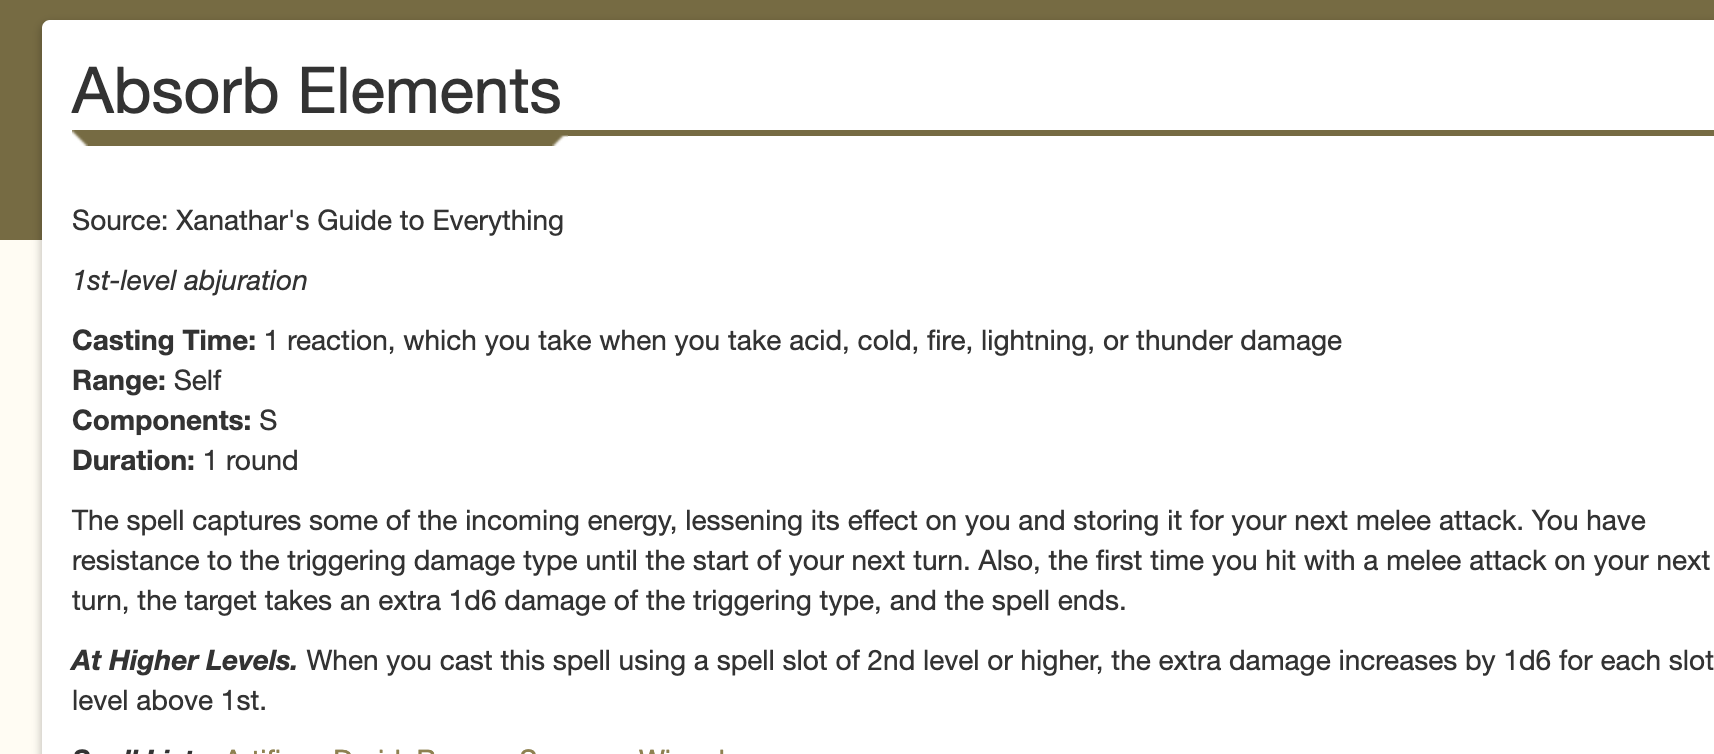 Absorb Elements
Source: Xanathar's Guide to Everything
1st-level abjuration
Casting Time: 1 reaction, which you take when you take acid, cold, fire, lightning, or thunder damage
Range: Self
Components: S
Duration: 1 round
The spell captures some of the incoming energy, lessening its effect on you and storing it for your next melee attack. You have
resistance to the triggering damage type until the start of your next turn. Also, the first time you hit with a melee attack on your next
turn, the target takes an extra 1d6 damage of the triggering type, and the spell ends.
At Higher Levels. When you cast this spell using a spell slot of 2nd level or higher, the extra damage increases by 1d6 for each slot
level above 1st.